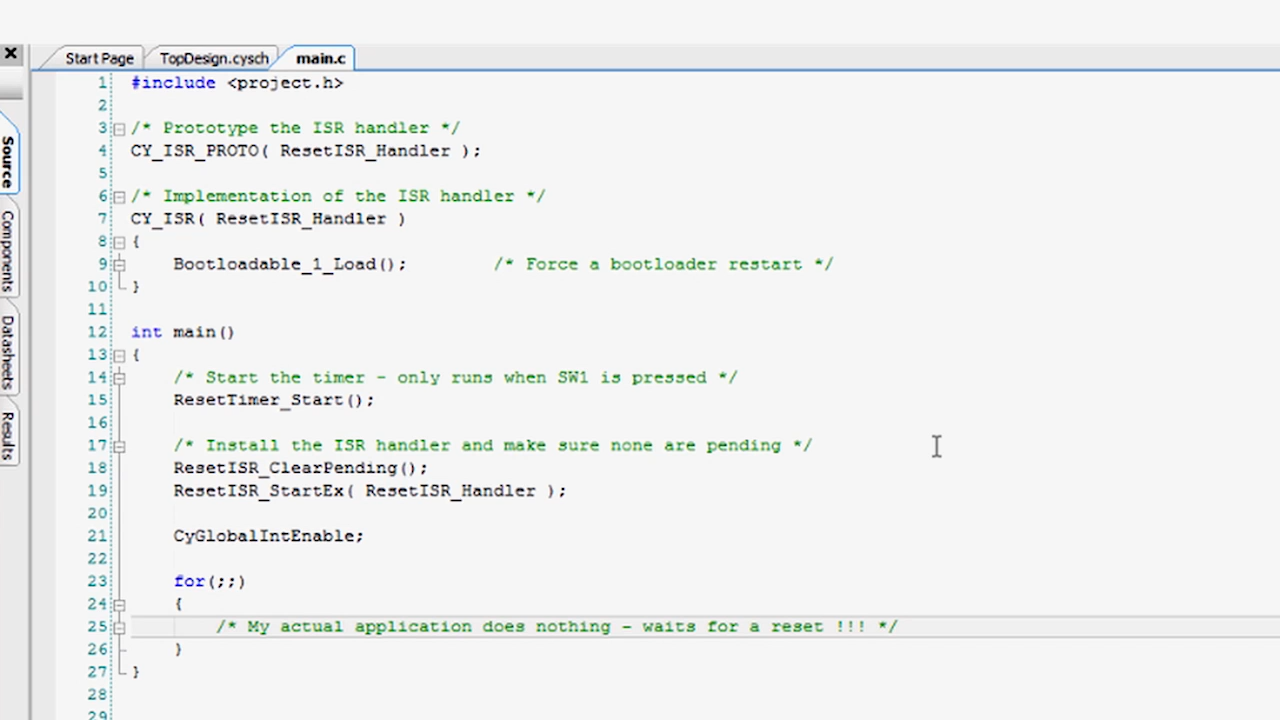 Start Page TopDesign.cysch main.c
Source
Components
Datasheets
Results
1 #include <project.h>
2
3 /* Prototype the ISR handler */
4 CY_ISR_PROTO( ResetISR_Handler );
5
6 /* Implementation of the ISR handler */
7 CY_ISR( ResetISR_Handler )
8 {
9 Bootloadable_1_Load(); /* Force a bootloader restart */
10 }
11
12 int main()
13 {
14 /* Start the timer - only runs when SW1 is pressed */
15 ResetTimer_Start();
16
17 /* Install the ISR handler and make sure none are pending */
18 ResetISR_ClearPending();
19 ResetISR_StartEx( ResetISR_Handler );
20
21 CyGlobalIntEnable;
22
23 for(;;)
24 {
25 /* My actual application does nothing - waits for a reset !!! */
26 }
27 }
28
29